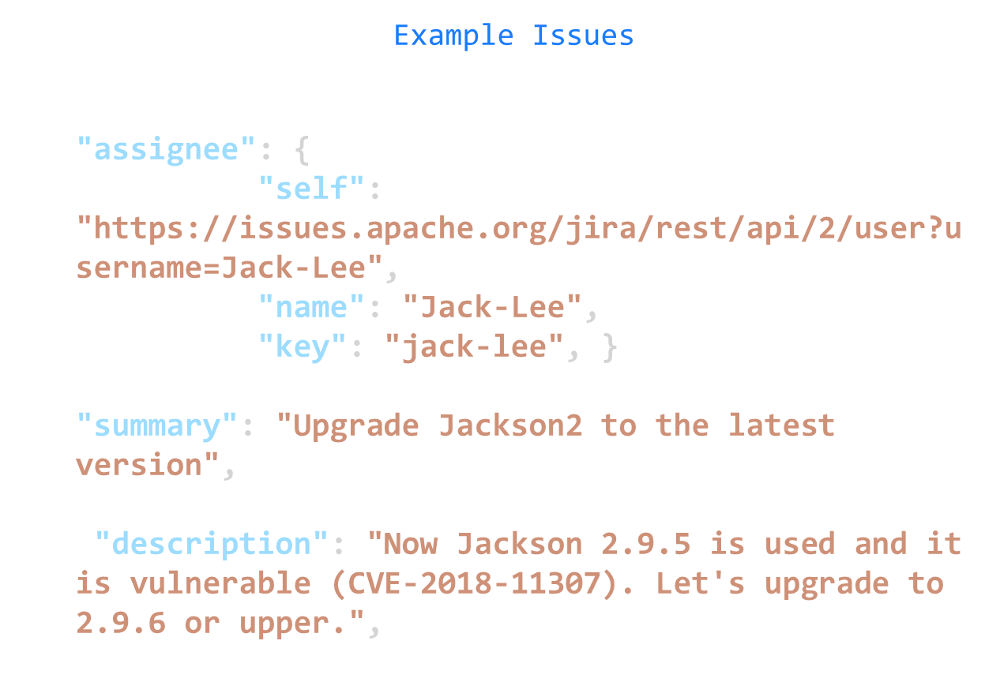 Example Issues
"assignee": {
"self":
"https://issues.apache.org/jira/rest/api/2/user?u
sername=Jack-Lee",
"name": "Jack-Lee",
"key": "jack-lee", }
"summary": "Upgrade Jackson2 to the latest
version",
"description": "Now Jackson 2.9.5 is used and it
is vulnerable (CVE-2018-11307). Let's upgrade to
2.9.6 or upper.",